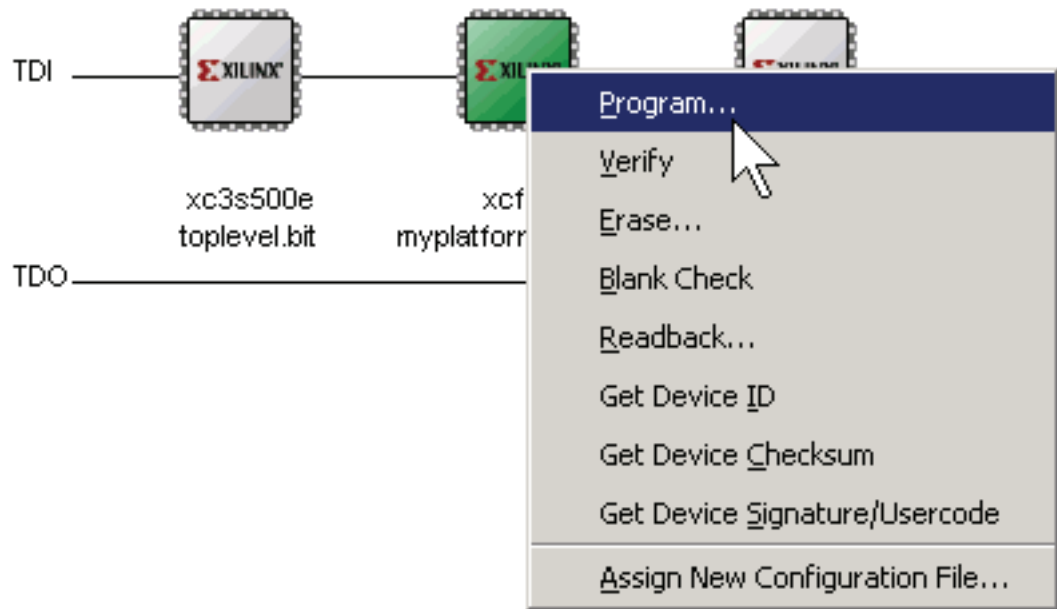 TDI
XILINX
XILINX
xc3s500e
toplevel.bit
TDO
Program...
Verify
Erase...
Blank Check
Readback...
Get Device ID
Get Device Checksum
Get Device Signature/Usercode
Assign New Configuration File...